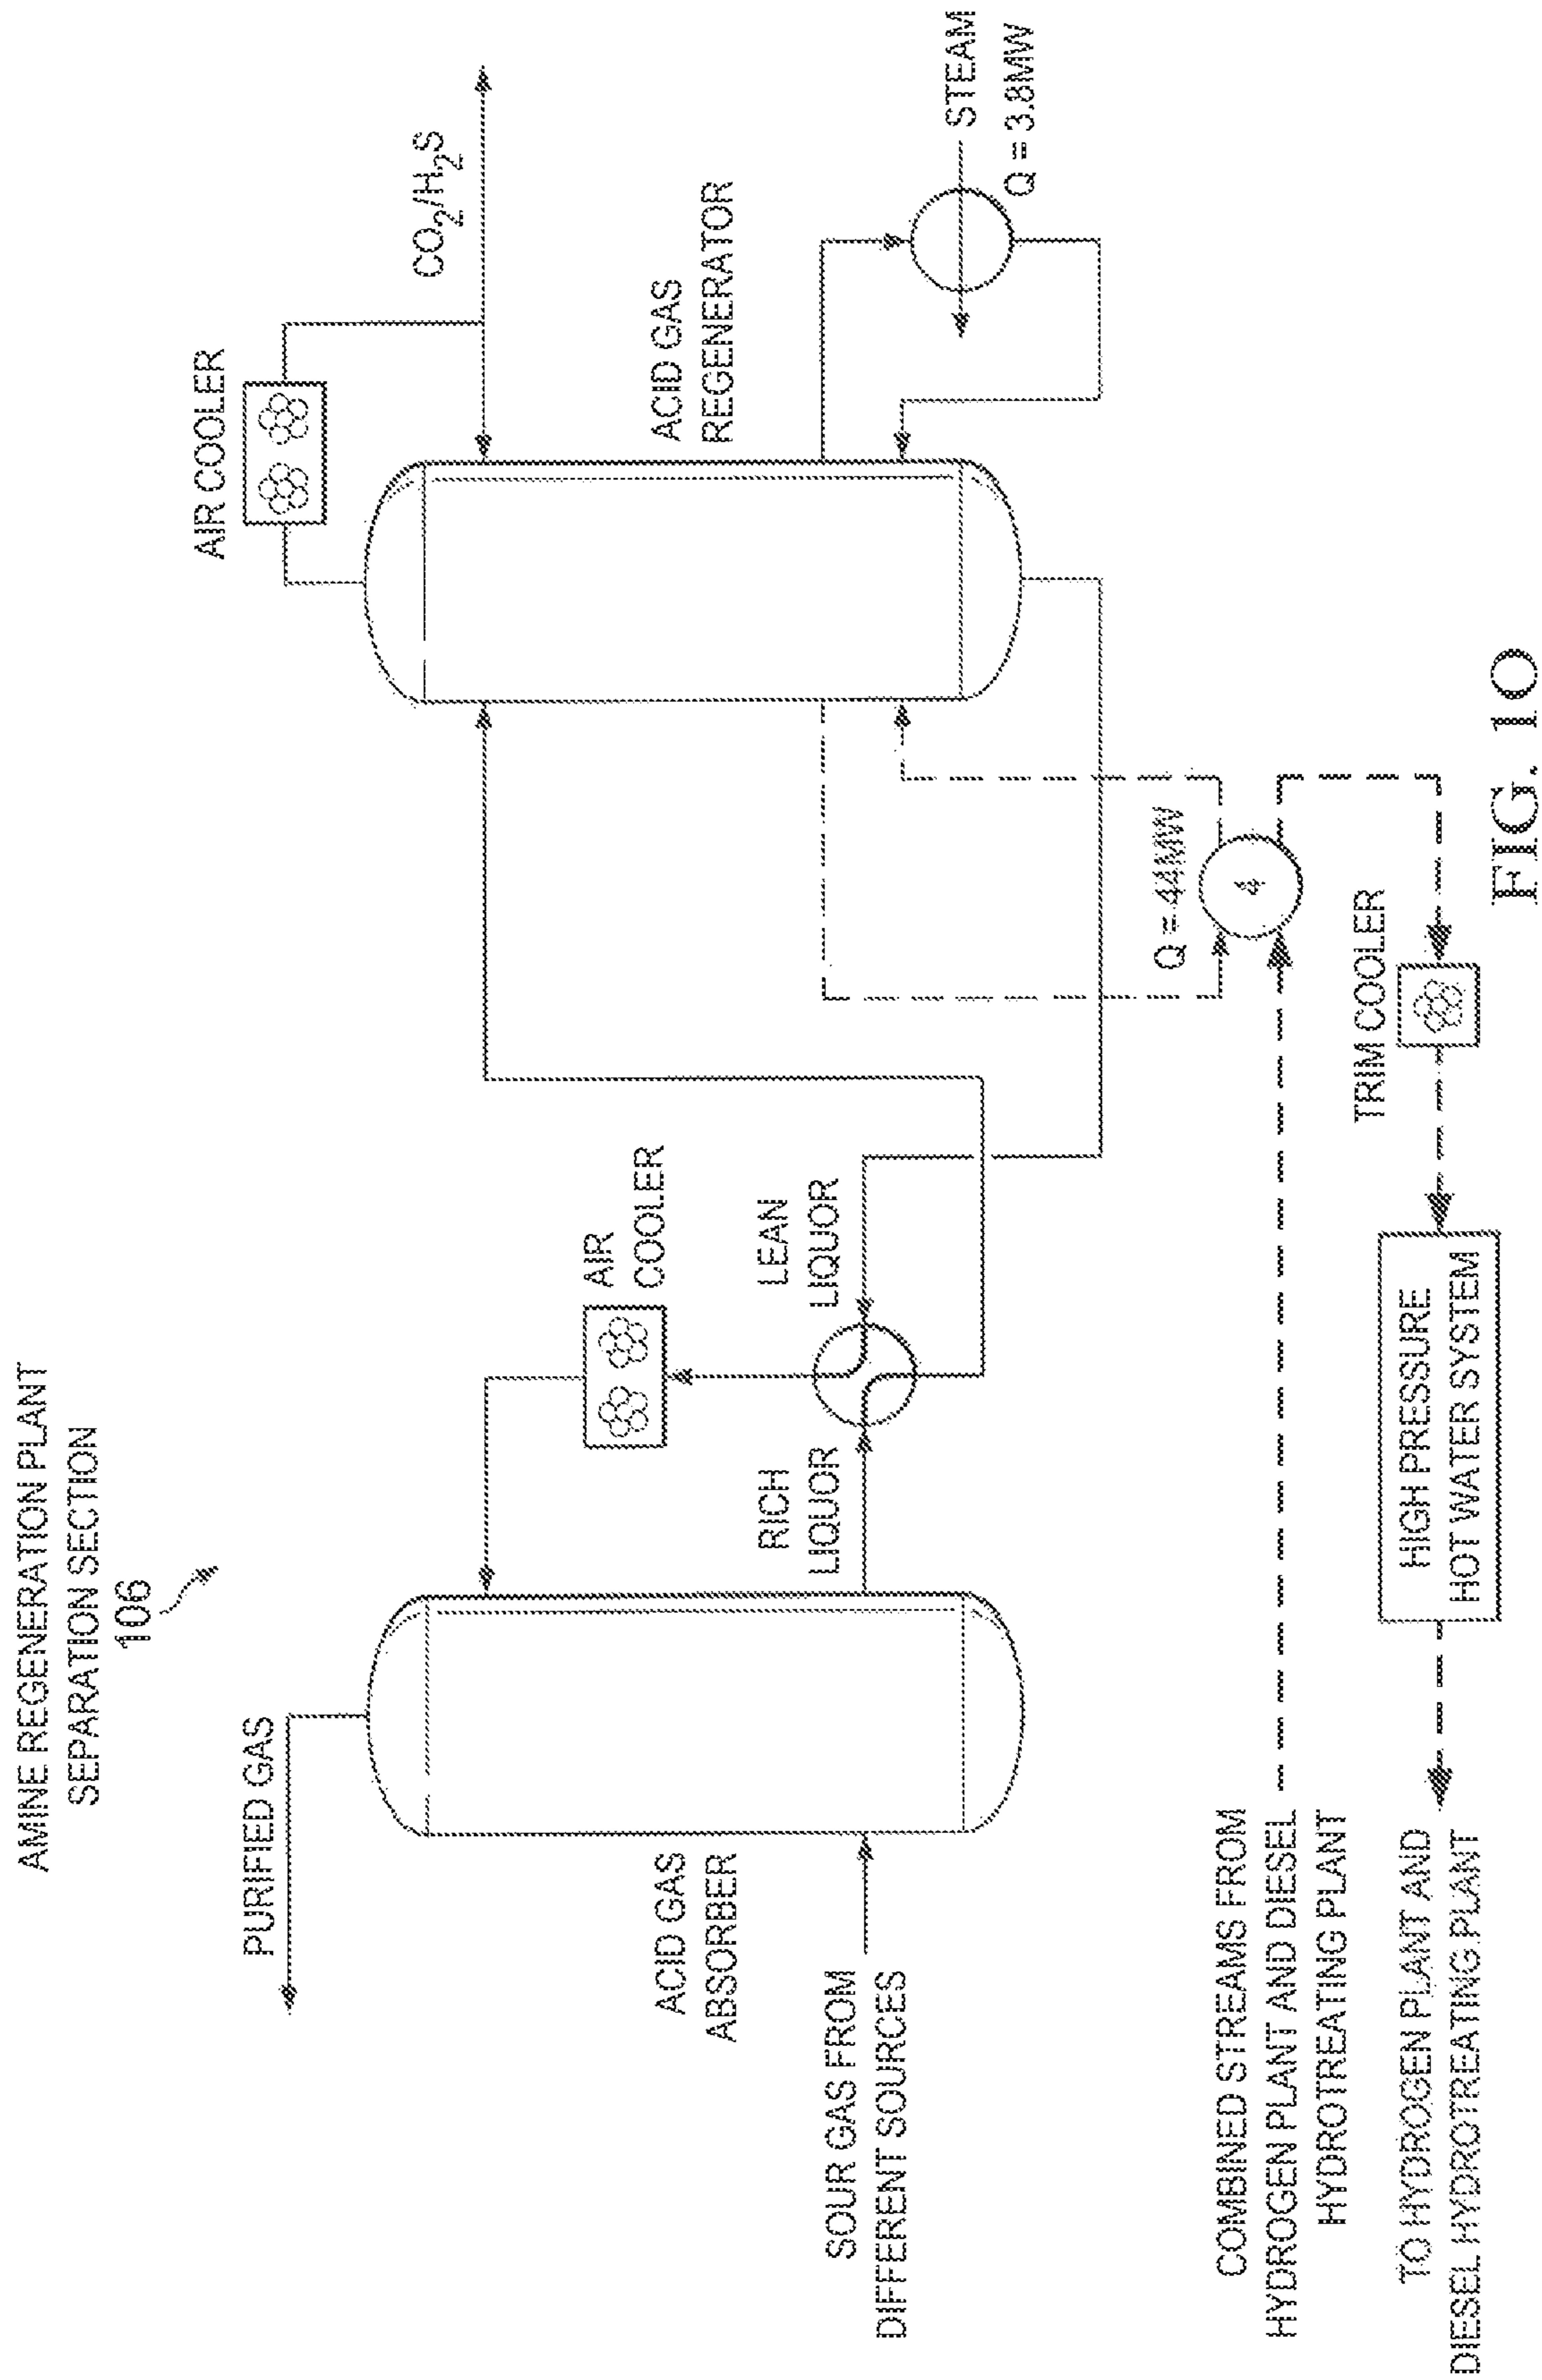 AMINE REGENERATION PLANT
SEPARATION SECTION
106
PURIFIED GAS
AIR COOLER
CO2/H2S
AIR
COOLER
ACID GAS
ABSORBER
ACID GAS
REGENERATOR
RICH
LIQUOR
LEAN
LIQUOR
SOUR GAS FROM
DIFFERENT SOURCES
STEAM
Q = 3.8MW
Q = 44MW
4
COMBINED STREAMS FROM
HYDROGEN PLANT AND DIESEL
HYDROTREATING PLANT
TRIM COOLER
HIGH PRESSURE
HOT WATER SYSTEM
TO HYDROGEN PLANT AND
DIESEL HYDROTREATING PLANT
FIG. 10